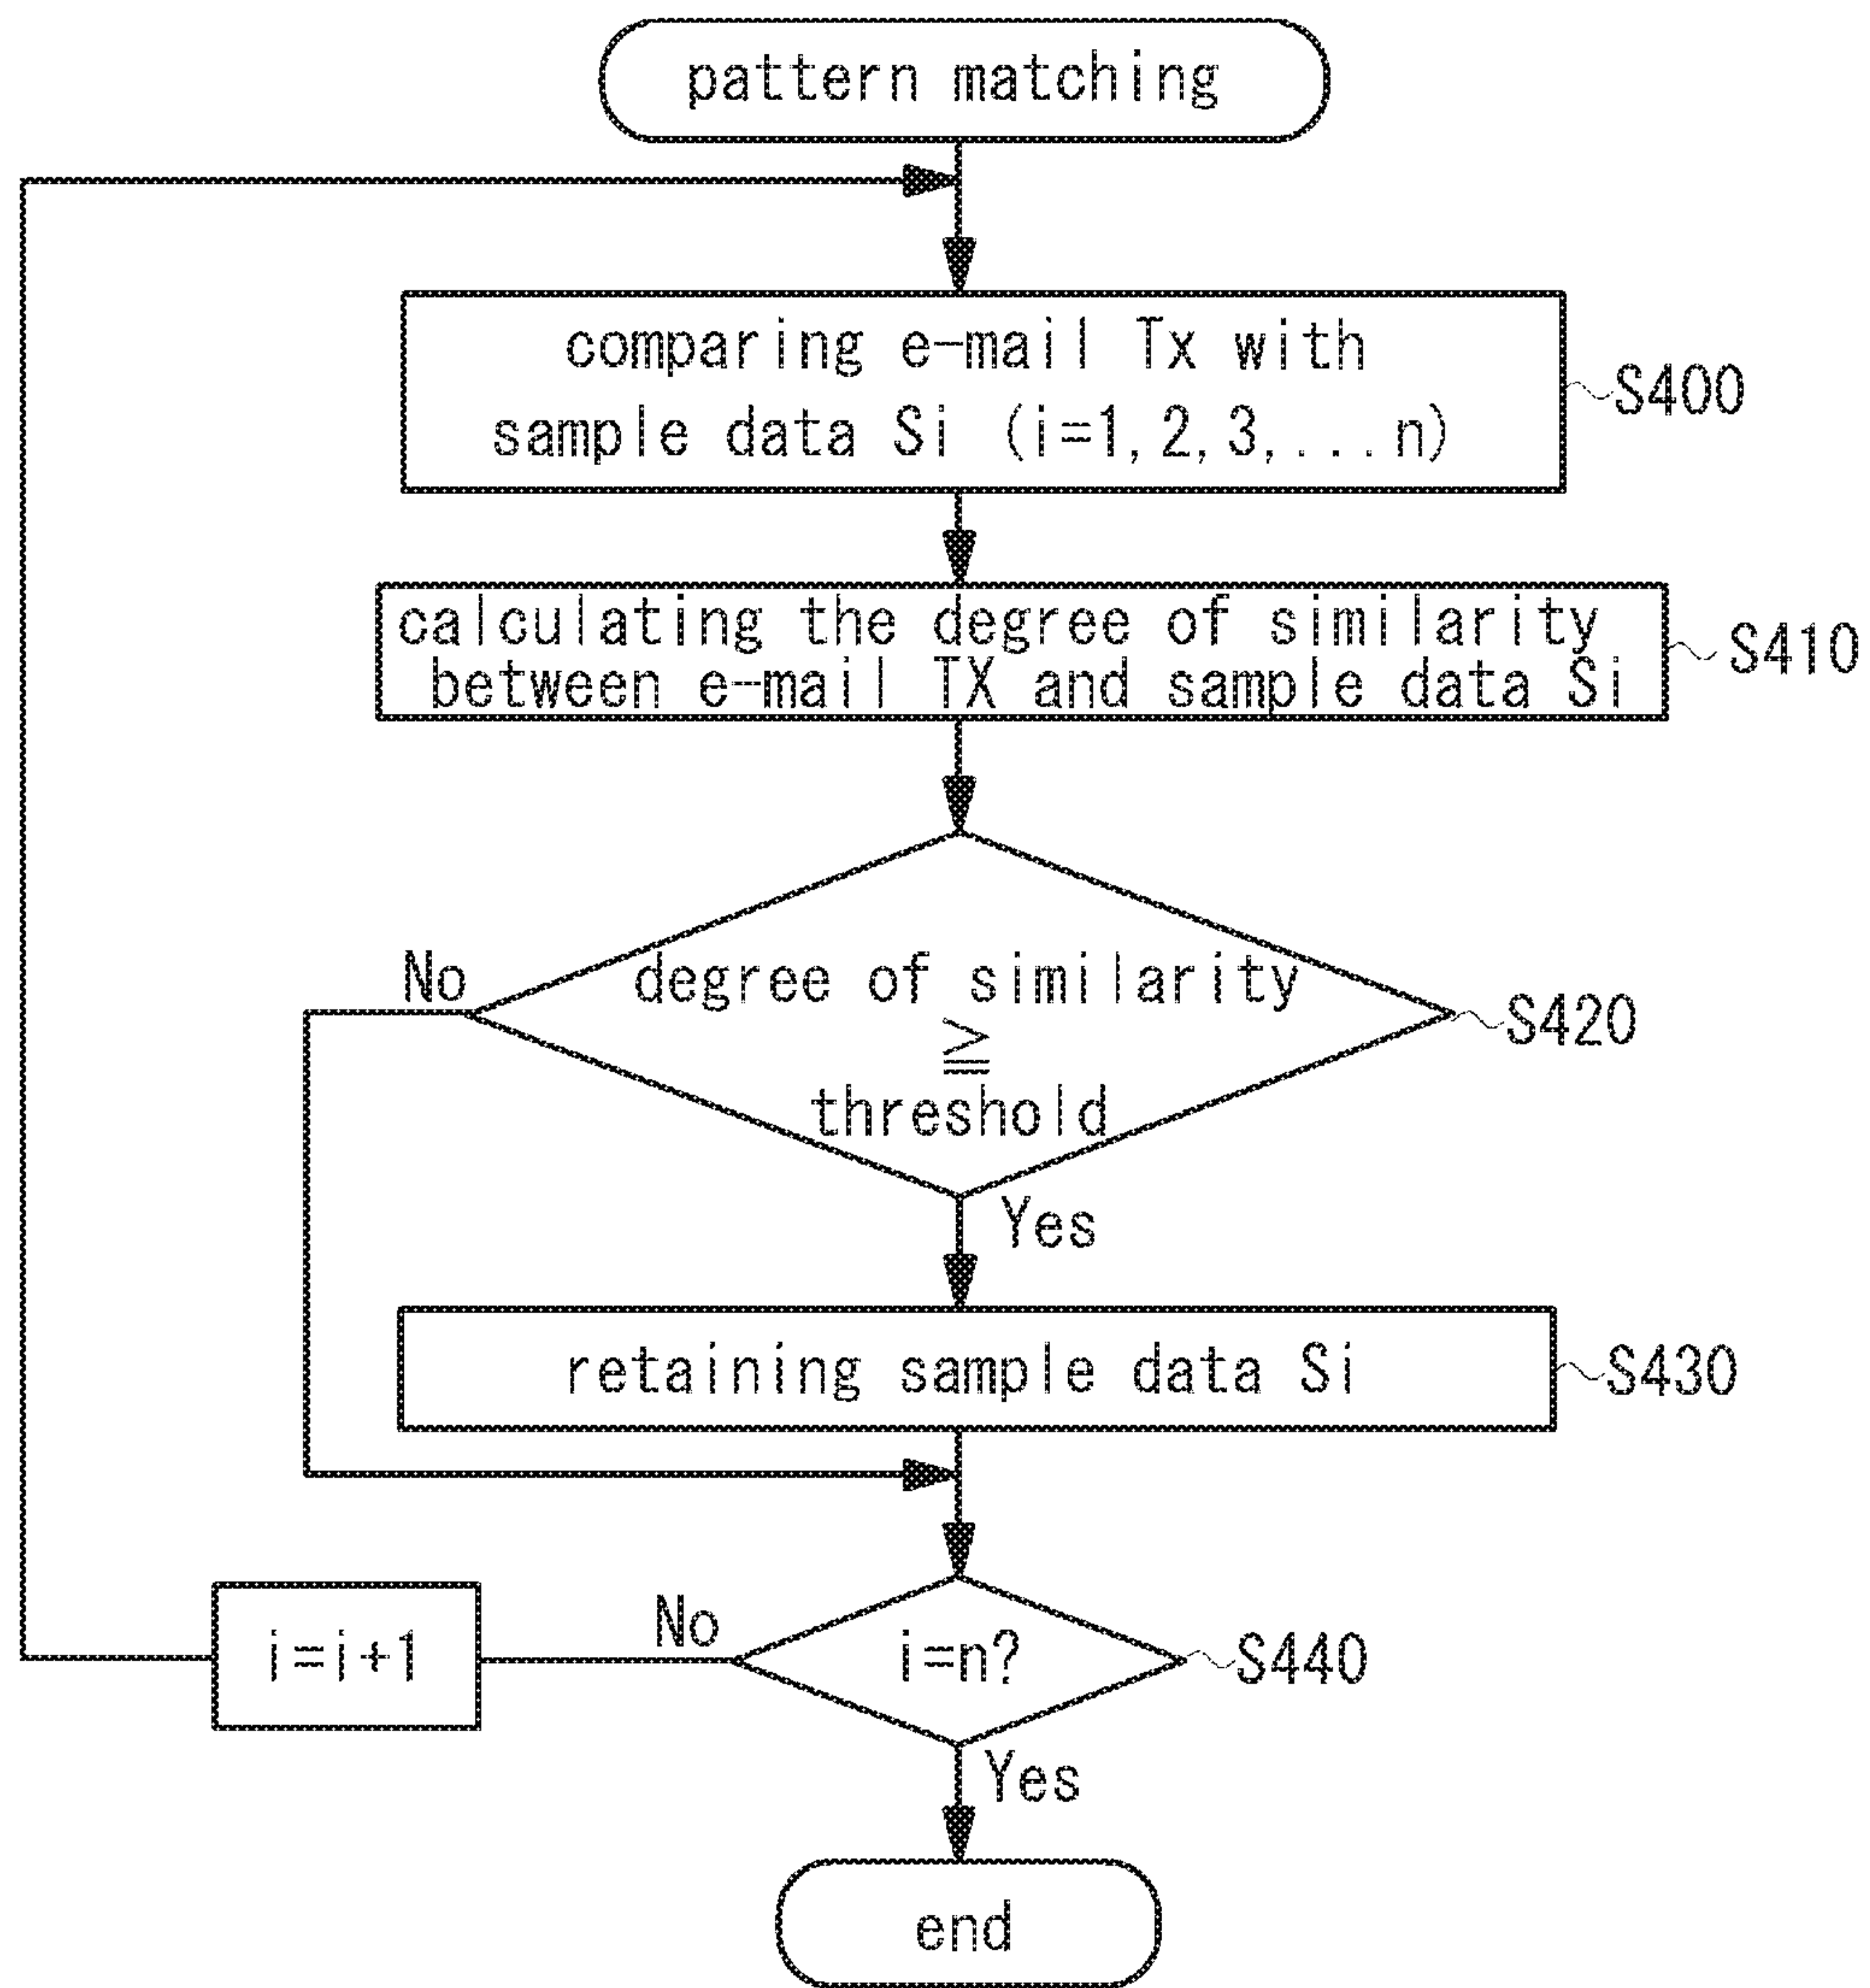 pattern matching
comparing e-mail Tx with
sample data Si (i=1,2,3,...n)
S400
calculating the degree of similarity
between e-mail TX and sample data Si
S410
No
degree of similarity
≧
threshold
S420
Yes
retaining sample data Si
S430
i=i+1
No
i=n?
S440
Yes
end